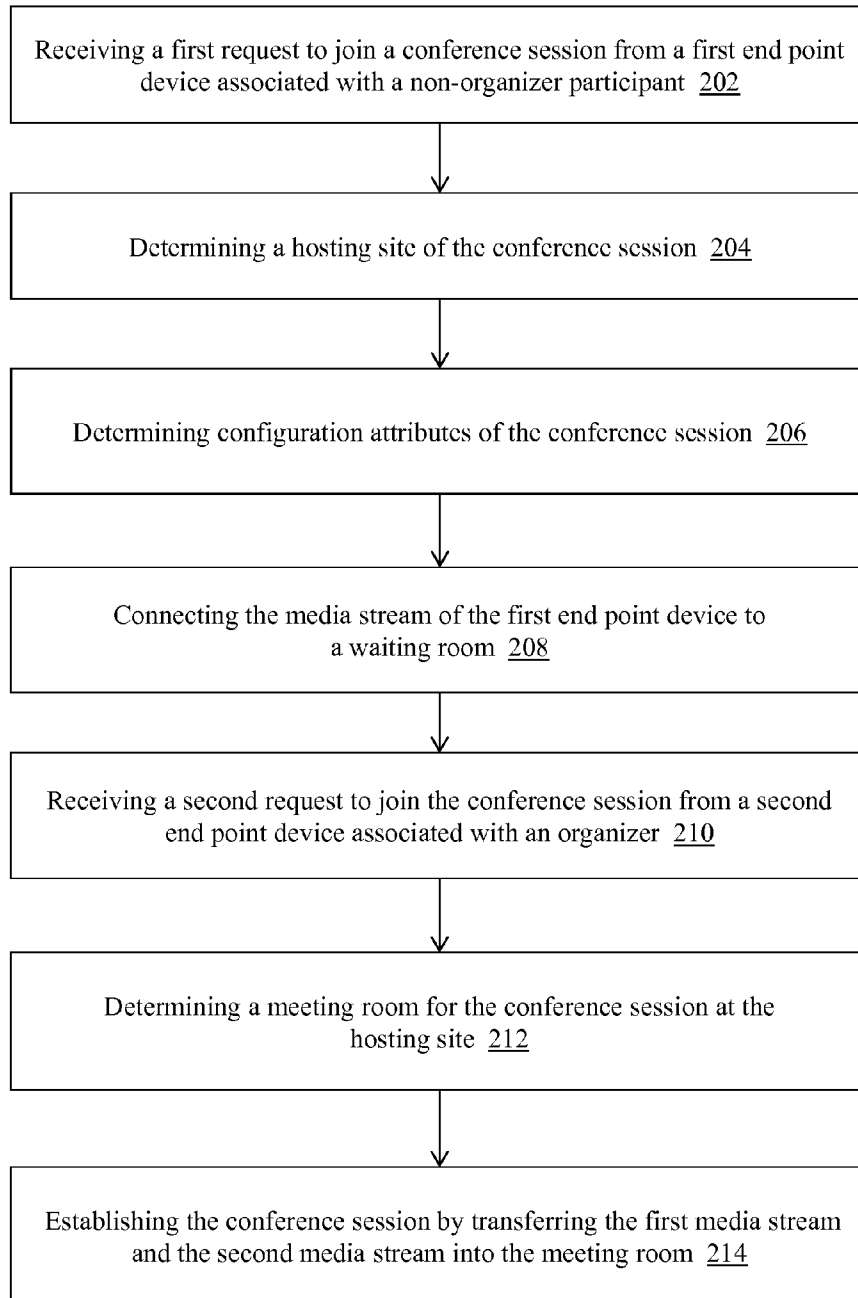 Receiving a first request to join a conference session from a first end point
device associated with a non-organizer participant 202
Determining a hosting site of the conference session 204
Determining configuration attributes of the conference session 206
Connecting the media stream of the first end point device to
a waiting room 208
Receiving a second request to join the conference session from a second
end point device associated with an organizer 210
Determining a meeting room for the conference session at the
hosting site 212
Establishing the conference session by transferring the first media stream
and the second media stream into the meeting room 214